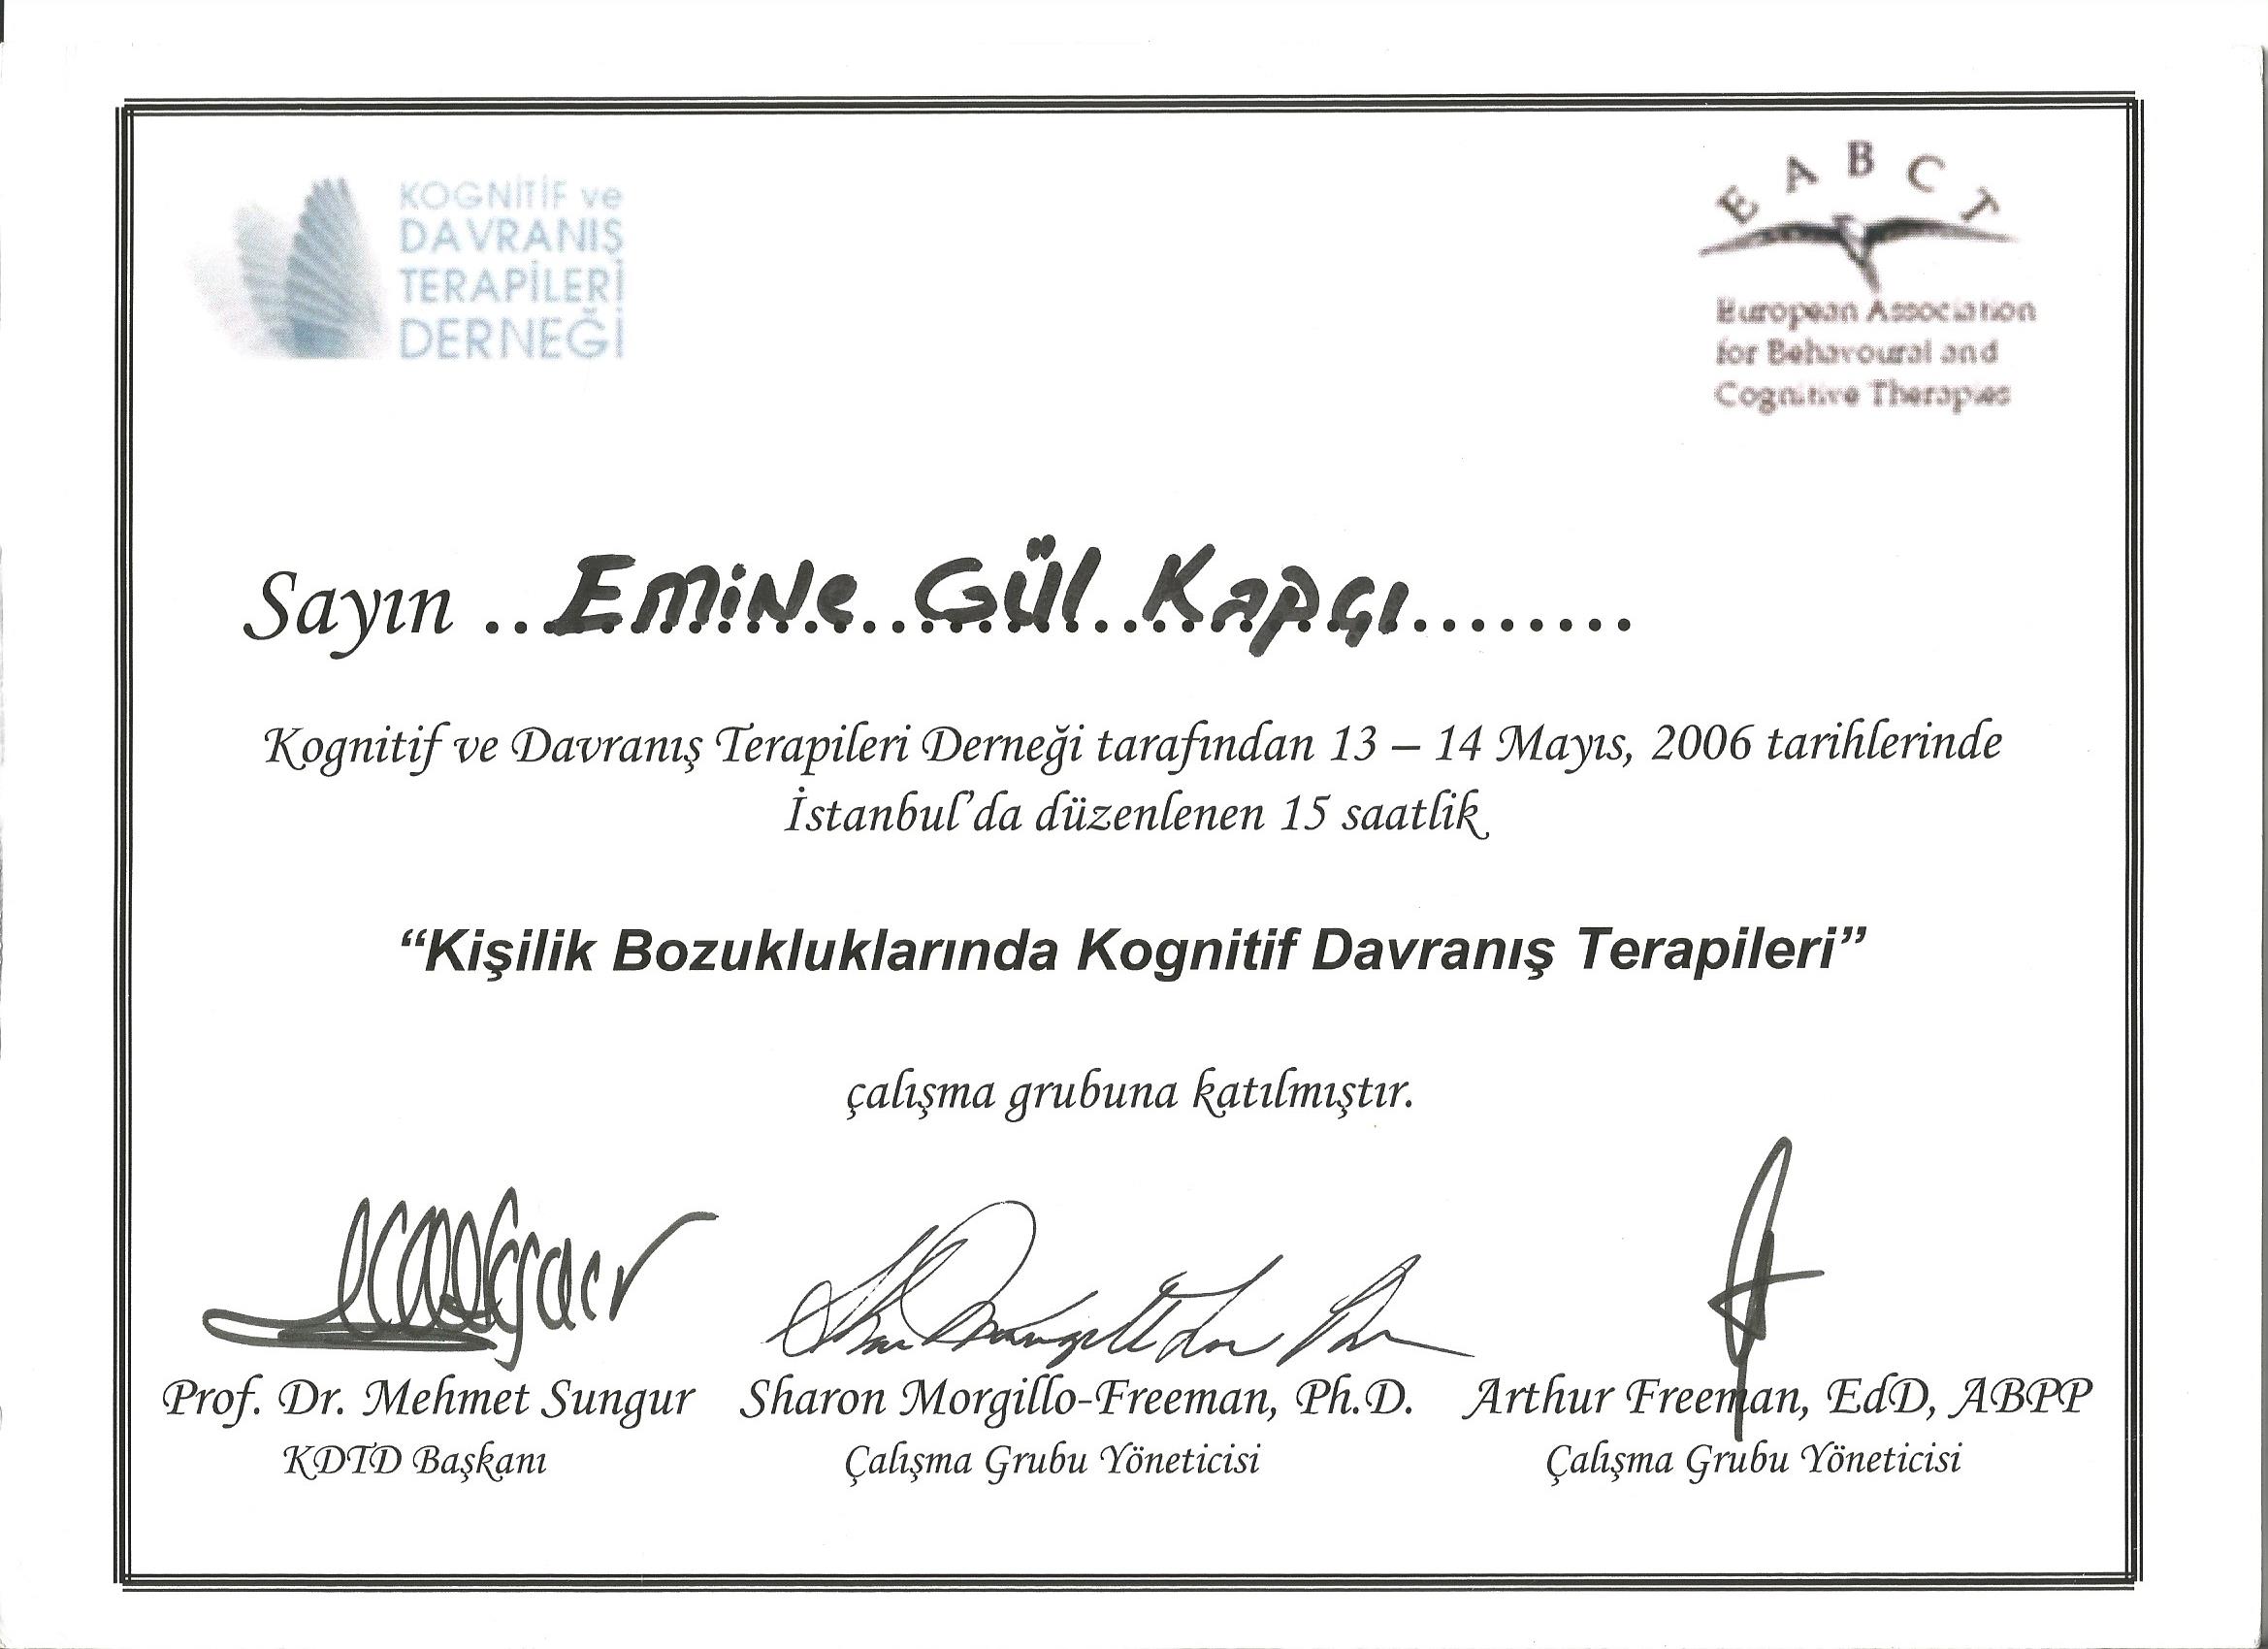 KOGNİTİF ve
DAVRANIŞ
TERAPİLERİ
DERNEĞİ
E A B C T
European Association
for Behavoural and
Cognitive Therapies
Sayın ...Emine Gül Kapçı........
Kognitif ve Davranış Terapileri Derneği tarafından 13 – 14 Mayıs, 2006 tarihlerinde
İstanbul'da düzenlenen 15 saatlik
“Kişilik Bozukluklarında Kognitif Davranış Terapileri”
çalışma grubuna katılmıştır.
Prof. Dr. Mehmet Sungur Sharon Morgillo-Freeman, Ph.D. Arthur Freeman, EdD, ABPP
KDTD Başkanı Çalışma Grubu Yöneticisi Çalışma Grubu Yöneticisi